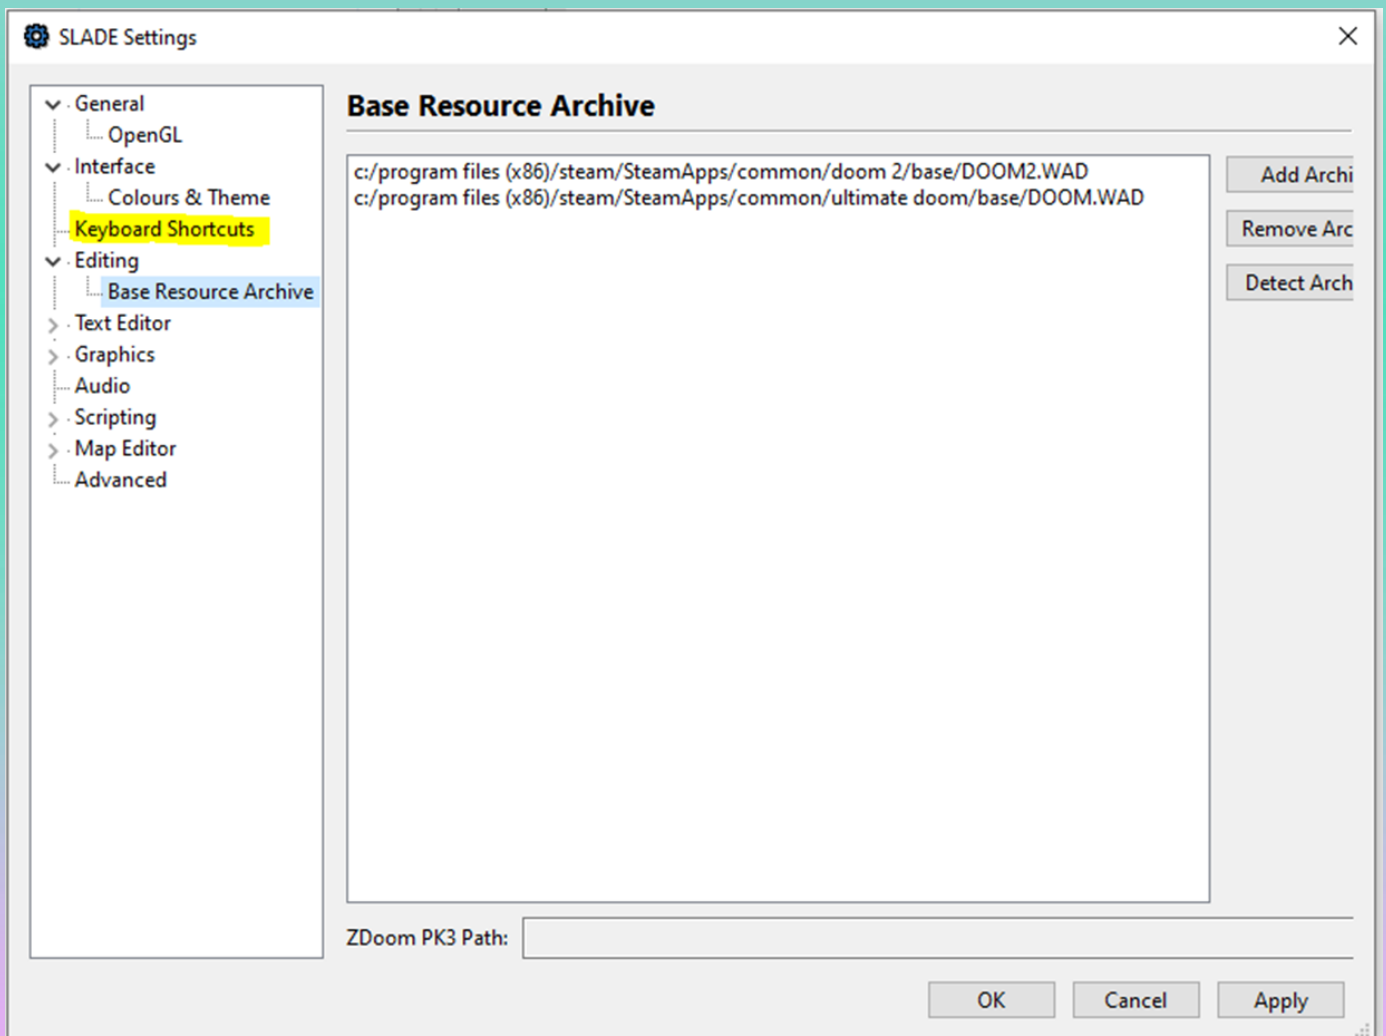 SLADE Settings
General
OpenGL
Interface
Colours & Theme
Keyboard Shortcuts
Editing
Base Resource Archive
Text Editor
Graphics
Audio
Scripting
Map Editor
Advanced
Base Resource Archive
c:/program files (x86)/steam/SteamApps/common/doom 2/base/DOOM2.WAD
c:/program files (x86)/steam/SteamApps/common/ultimate doom/base/DOOM.WAD
Add Archi
Remove Arc
Detect Arch
ZDoom PK3 Path:
OK
Cancel
Apply